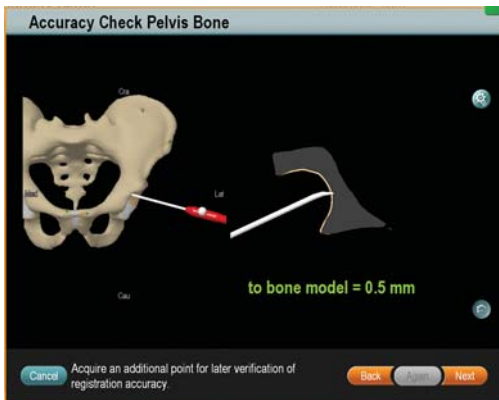 Accuracy Check Pelvis Bone
Cra
Med
Lat
to bone model = 0.5 mm
Cau
Cancel
Acquire an additional point for later verification of
registration accuracy.
Back
Again
Next